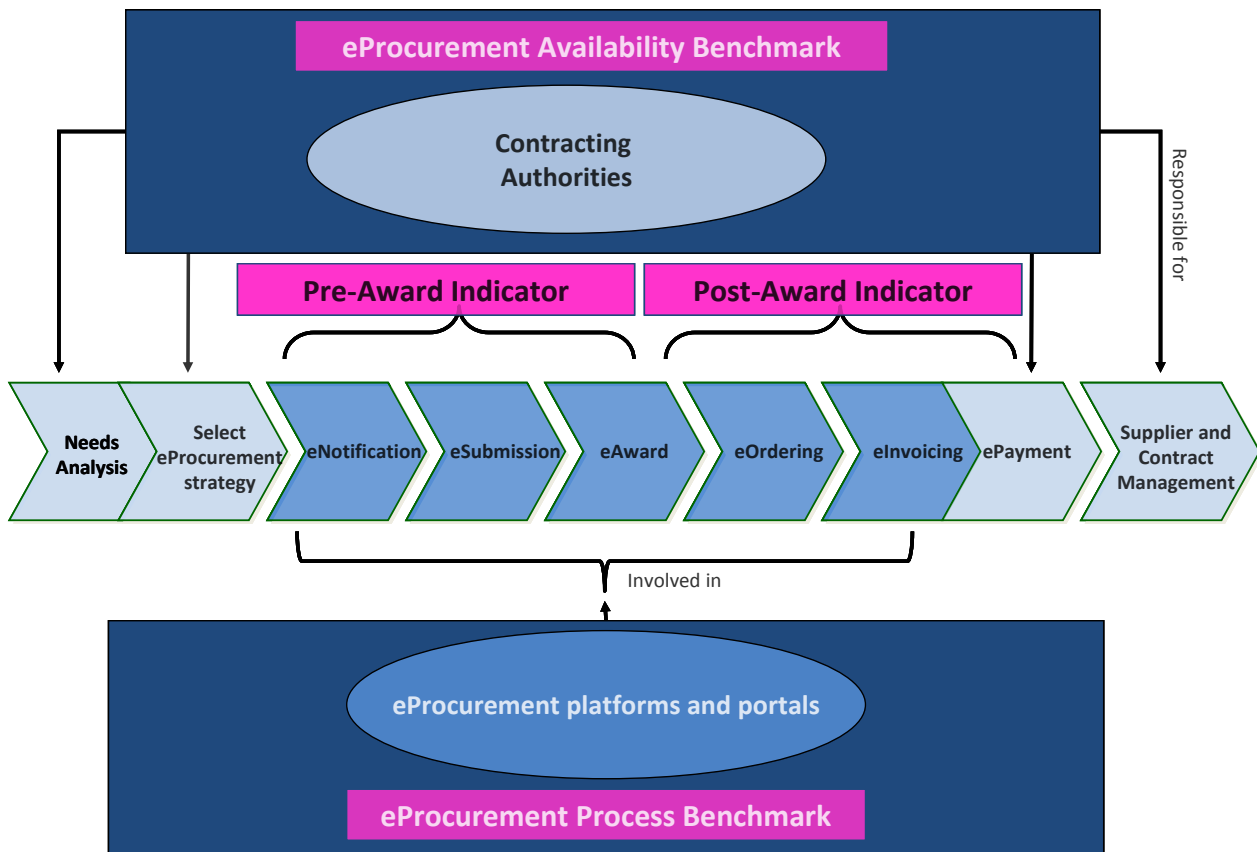 eProcurement Availability Benchmark
Contracting
Authorities
Responsible for
Pre-Award Indicator
Post-Award Indicator
Needs
Analysis
Select
eProcurement
strategy
eNotification
eSubmission
eAward
eOrdering
eInvoicing
ePayment
Supplier and
Contract
Management
Involved in
eProcurement platforms and portals
eProcurement Process Benchmark